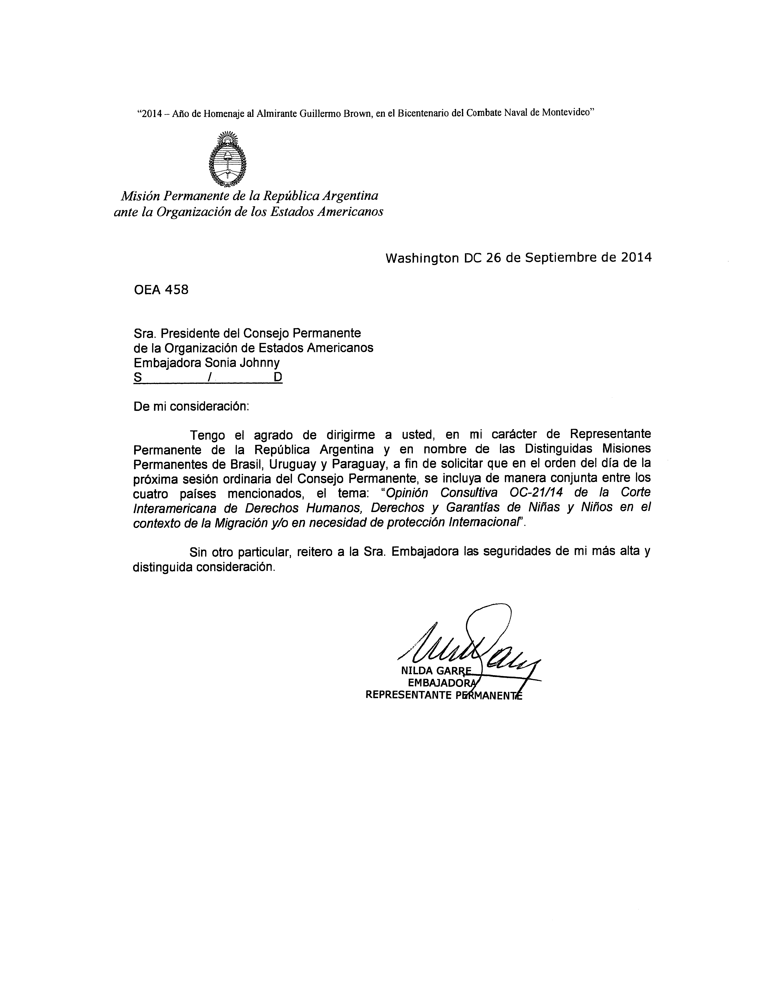 “2014 – Año de Homenaje al Almirante Guillermo Brown, en el Bicentenario del Combate Naval de Montevideo”
Misión Permanente de la República Argentina
ante la Organización de los Estados Americanos
Washington DC 26 de Septiembre de 2014
OEA 458
Sra. Presidente del Consejo Permanente
de la Organización de Estados Americanos
Embajadora Sonia Johnny
S / D
De mi consideración:
Tengo el agrado de dirigirme a usted, en mi carácter de Representante
Permanente de la República Argentina y en nombre de las Distinguidas Misiones
Permanentes de Brasil, Uruguay y Paraguay, a fin de solicitar que en el orden del día de la
próxima sesión ordinaria del Consejo Permanente, se incluya de manera conjunta entre los
cuatro países mencionados, el tema: “Opinión Consultiva OC-21/14 de la Corte
Interamericana de Derechos Humanos, Derechos y Garantías de Niñas y Niños en el
contexto de la Migración y/o en necesidad de protección Internacional”.
Sin otro particular, reitero a la Sra. Embajadora las seguridades de mi más alta y
distinguida consideración.
NILDA GARRE
EMBAJADORA
REPRESENTANTE PERMANENTE